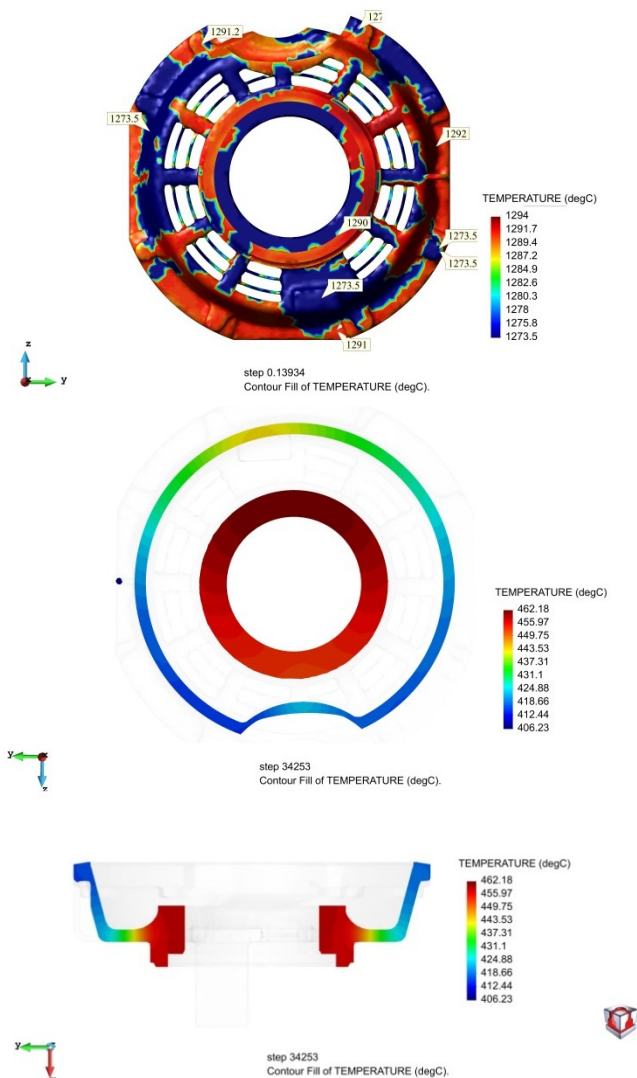 1291.2
127
1273.5
1292
TEMPERATURE (degC)
1294
1291.7
1289.4
1287.2
1284.9
1282.6
1280.3
1278
1275.8
1273.5
1290
1273.5
1273.5
1273.5
1291
z
y
step 0.13934
Contour Fill of TEMPERATURE (degC).
TEMPERATURE (degC)
462.18
455.97
449.75
443.53
437.31
431.1
424.88
418.66
412.44
406.23
y
z
step 34253
Contour Fill of TEMPERATURE (degC).
TEMPERATURE (degC)
462.18
455.97
449.75
443.53
437.31
431.1
424.88
418.66
412.44
406.23
y
step 34253
Contour Fill of TEMPERATURE (degC).